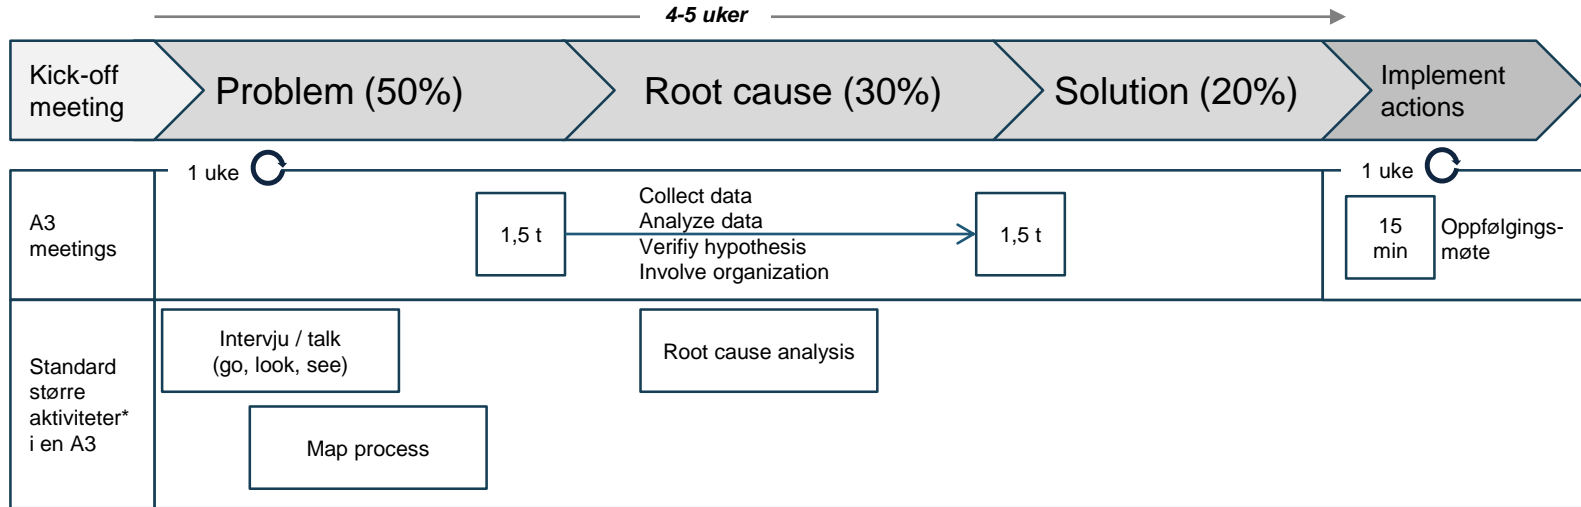 4-5 uker
Kick-off
meeting
Problem (50%)
Root cause (30%)
Solution (20%)
Implement
actions
1 uke
1 uke
A3
meetings
1,5 t
Collect data
Analyze data
Verifiy hypothesis
Involve organization
1,5 t
15
min
Oppfølgings-
møte
Standard
større
aktiviteter*
i en A3
Intervju / talk
(go, look, see)
Root cause analysis
Map process